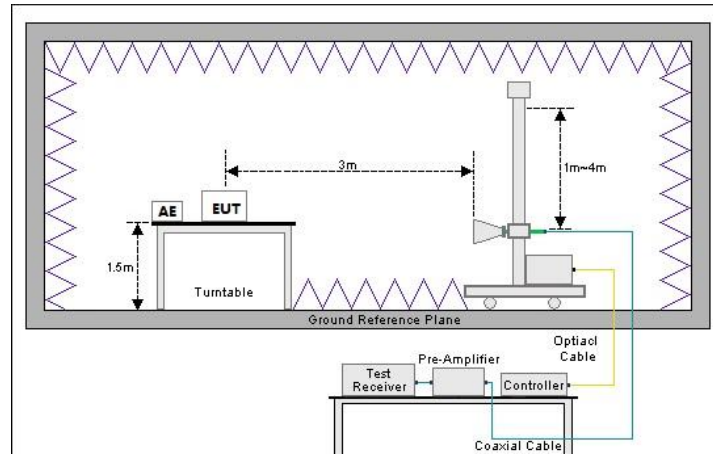 3m
1m~4m
AE
EUT
1.5m
Turntable
Ground Reference Plane
Optiacl
Cable
Pre-Amplifier
Test
Receiver
Controller
Coaxial Cable